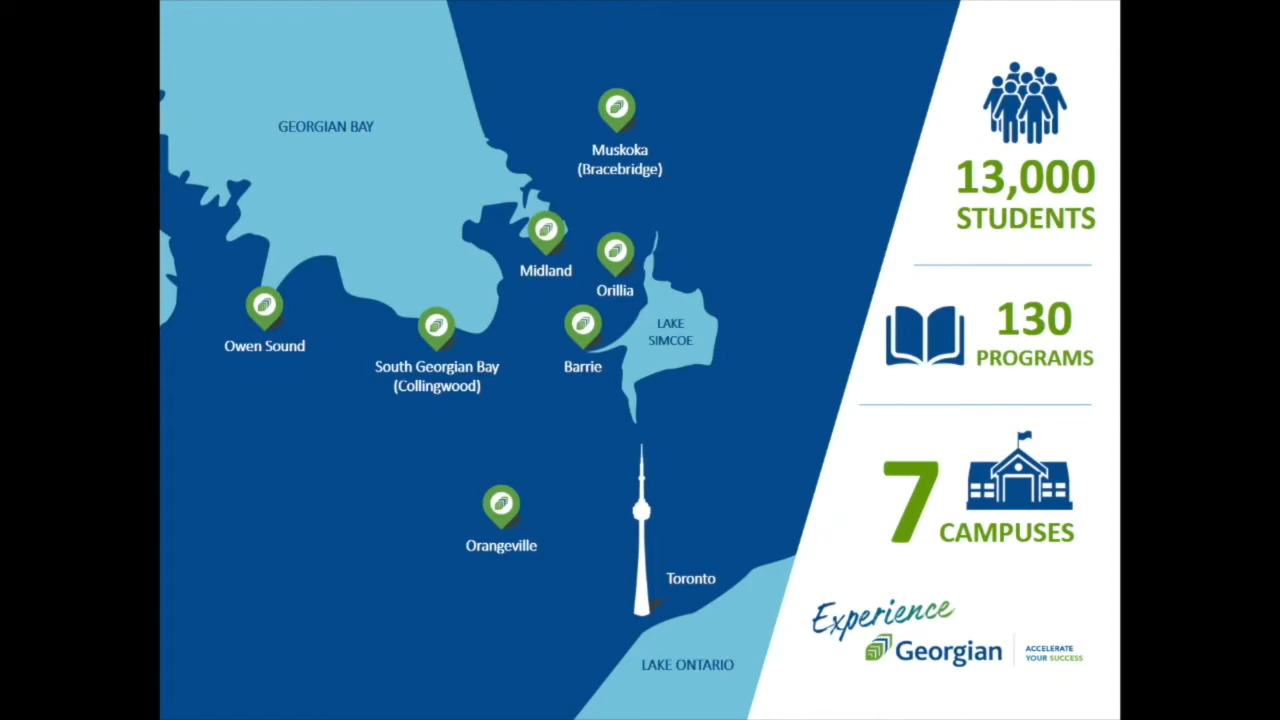 GEORGIAN BAY
Muskoka
(Bracebridge)
Midland
Orillia
Owen Sound
South Georgian Bay
(Collingwood)
Barrie
LAKE
SIMCOE
Orangeville
Toronto
LAKE ONTARIO
13,000
STUDENTS
130
PROGRAMS
7
CAMPUSES
Experience
Georgian
ACCELERATE
YOUR SUCCESS